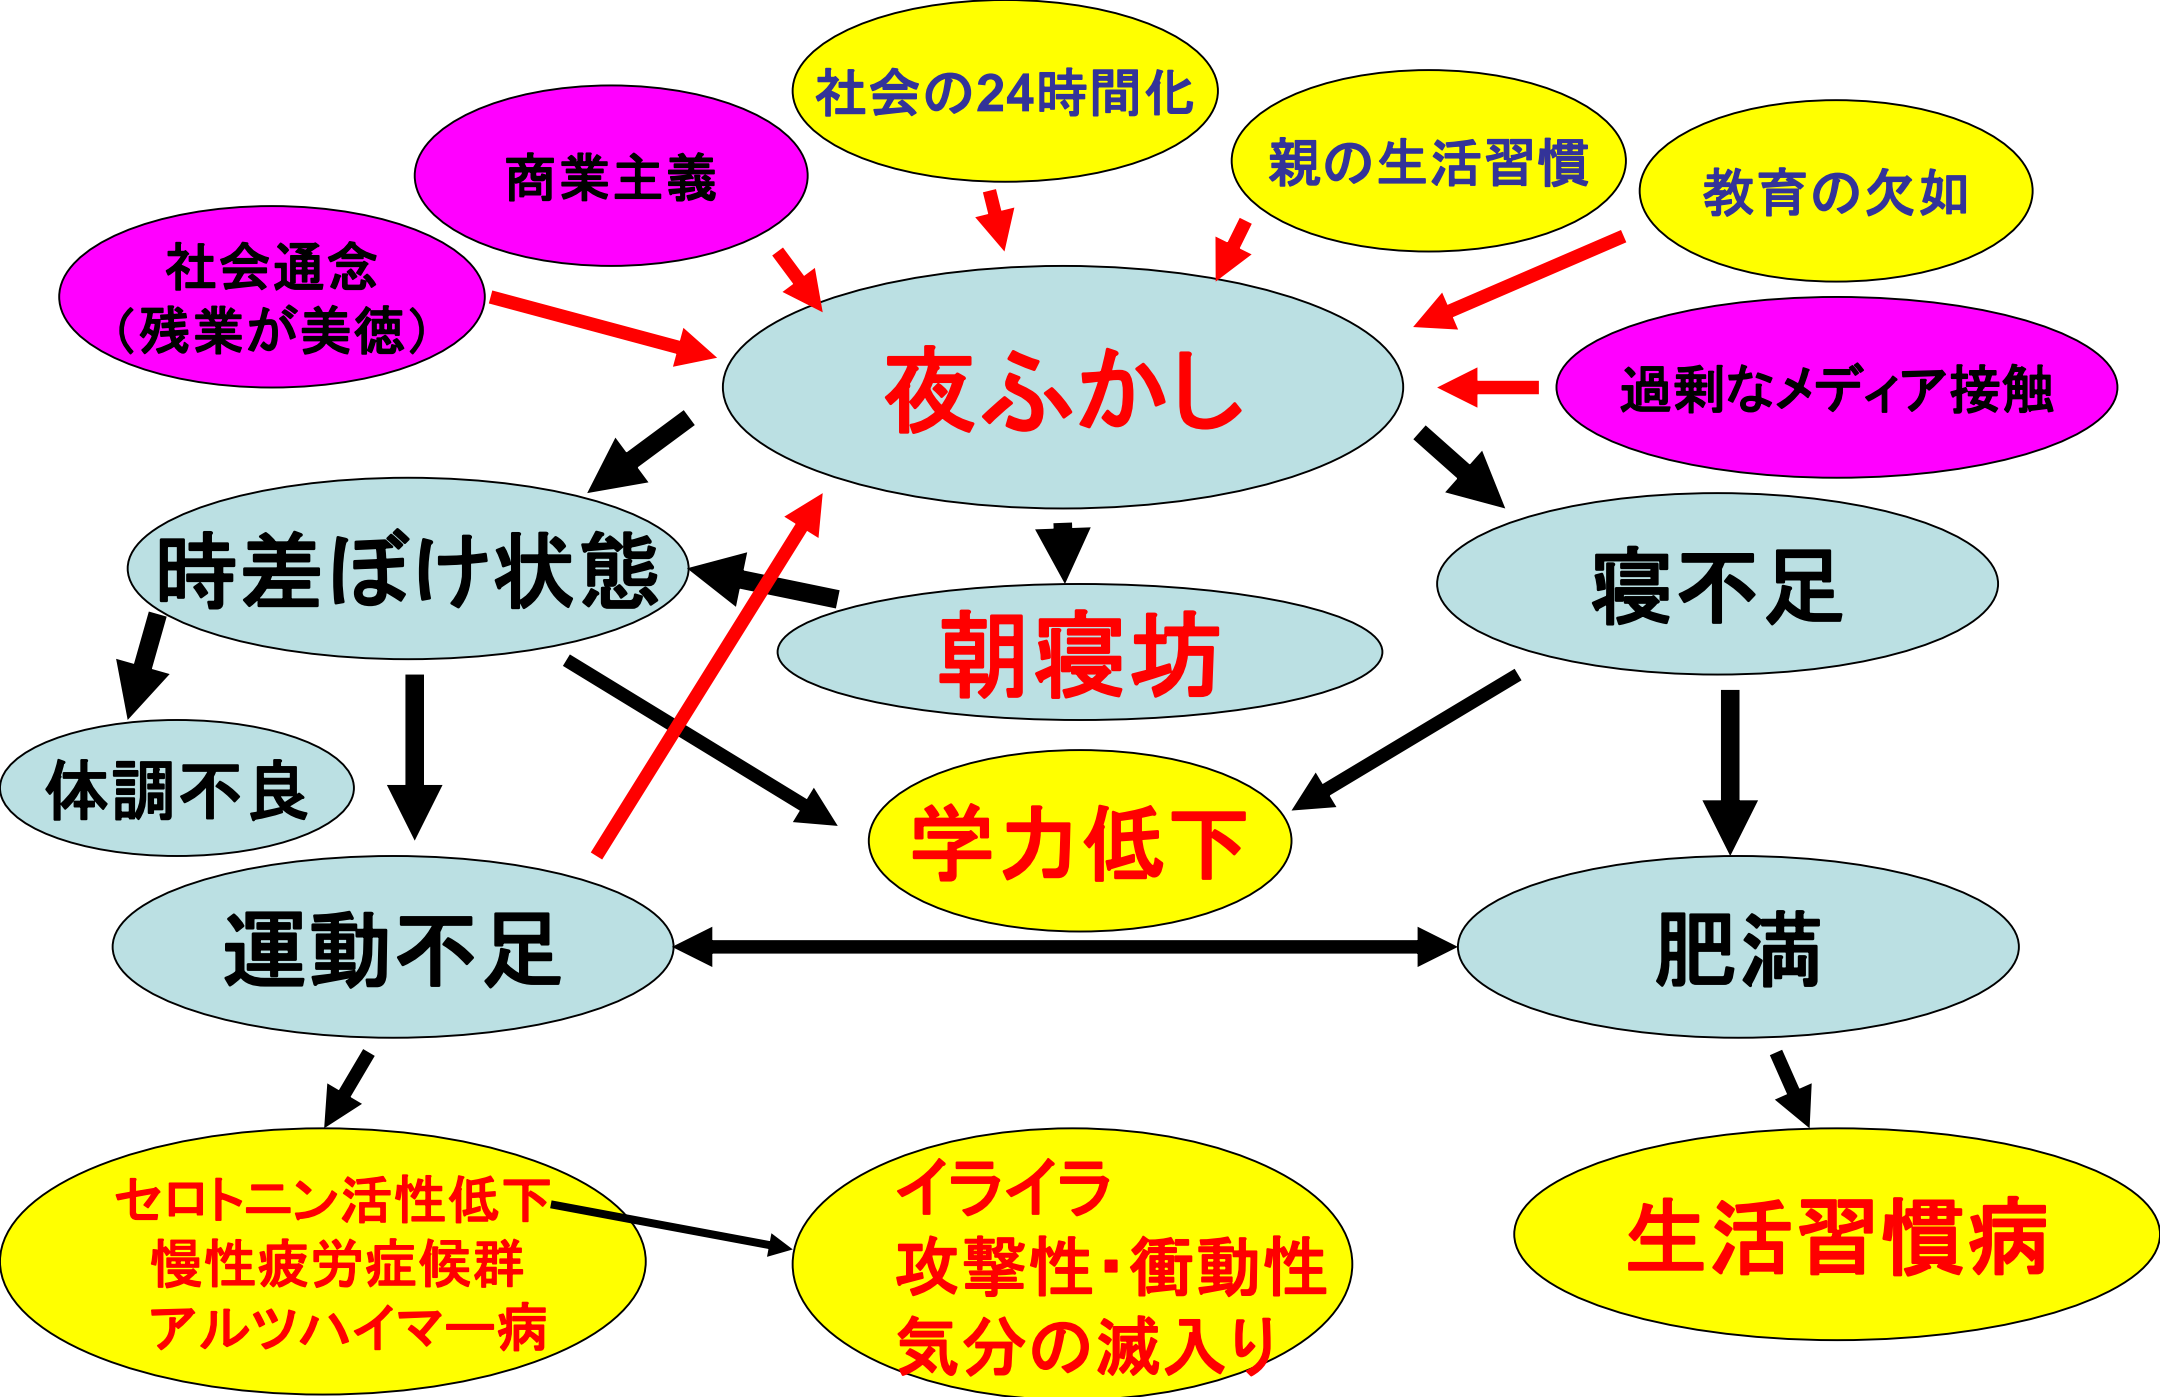 社会の24時間化
親の生活習慣
商業主義
教育の欠如
社会通念
（残業が美徳）
夜ふかし
過剰なメディア接触
時差ぼけ状態
寝不足
朝寝坊
体調不良
学力低下
運動不足
肥満
セロトニン活性低下
慢性疲労症候群
アルツハイマー病
イライラ
攻撃性・衝動性
気分の滅入り
生活習慣病